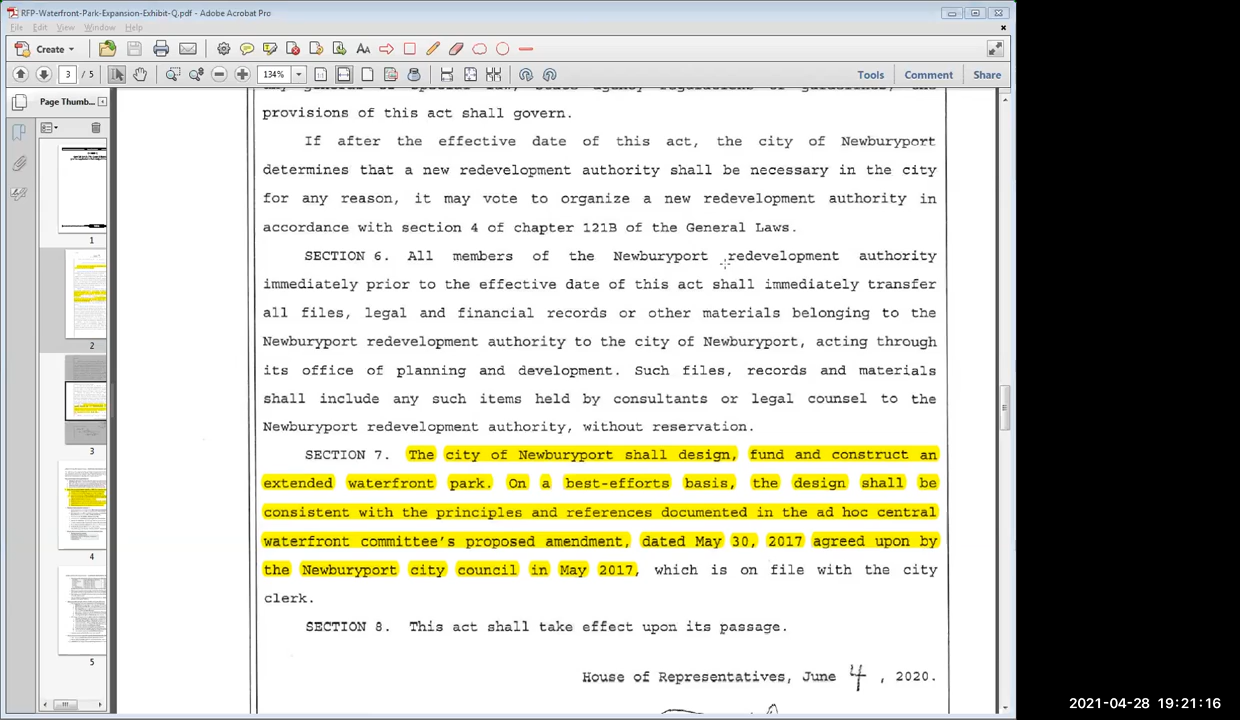 RFP-Waterfront-Park-Expansion-Exhibit-Q.pdf - Adobe Acrobat Pro
File Edit View Window Help
Create
3 / 5 134% Tools Comment Share
Page Thumb...
1
2
3
4
5
provisions of this act shall govern.
If after the effective date of this act, the city of Newburyport
determines that a new redevelopment authority shall be necessary in the city
for any reason, it may vote to organize a new redevelopment authority in
accordance with section 4 of chapter 121B of the General Laws.
SECTION 6. All members of the Newburyport redevelopment authority
immediately prior to the effective date of this act shall immediately transfer
all files, legal and financial records or other materials belonging to the
Newburyport redevelopment authority to the city of Newburyport, acting through
its office of planning and development. Such files, records and materials
shall include any such items held by consultants or legal counsel to the
Newburyport redevelopment authority, without reservation.
SECTION 7. The city of Newburyport shall design, fund and construct an
extended waterfront park. On a best-efforts basis, the design shall be
consistent with the principles and references documented in the ad hoc central
waterfront committee's proposed amendment, dated May 30, 2017 agreed upon by
the Newburyport city council in May 2017, which is on file with the city
clerk.
SECTION 8. This act shall take effect upon its passage.
House of Representatives, June 4 , 2020.
2021-04-28 19:21:16